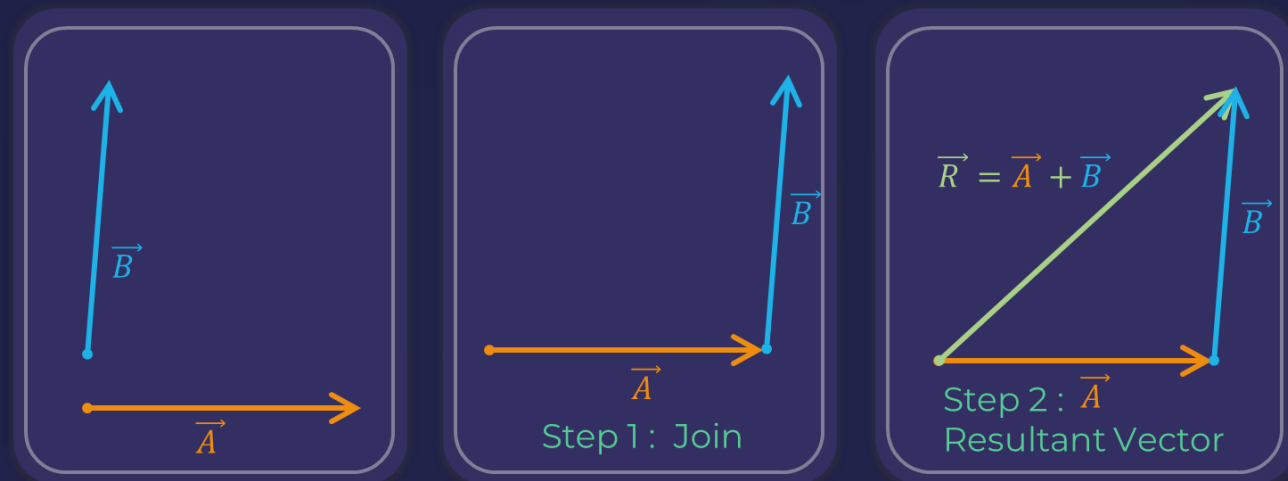 B⃗
A⃗
B⃗
A⃗
Step 1 : Join
R⃗ = A⃗ + B⃗
B⃗
A⃗
Step 2 :
Resultant Vector